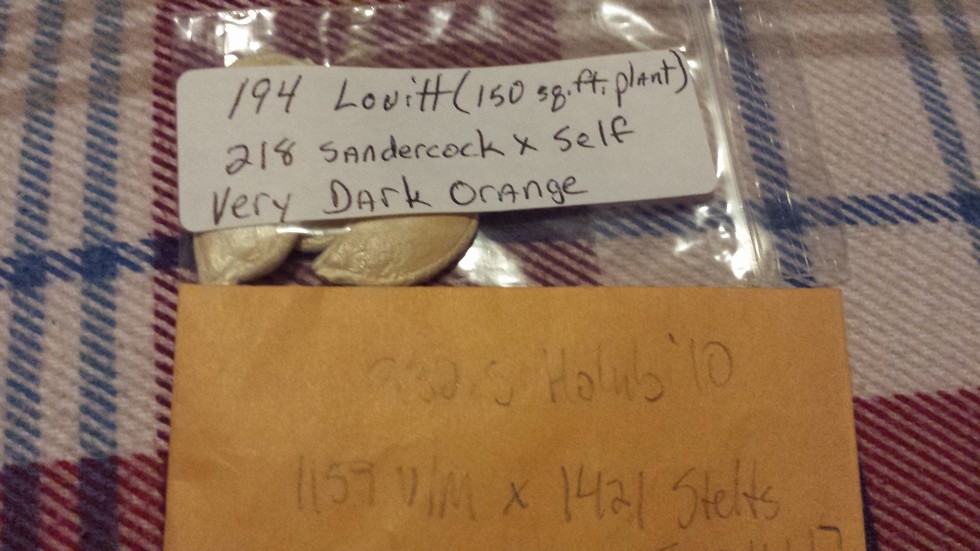 194 Lovitt (150 sq.ft. plant)
218 Sandercock x Self
Very Dark Orange
Holub '10
1159 x 1421 Stelts